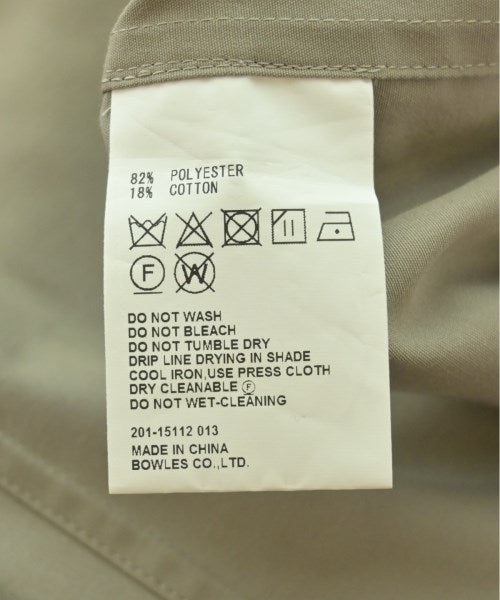 82% POLYESTER
18% COTTON
F W
DO NOT WASH
DO NOT BLEACH
DO NOT TUMBLE DRY
DRIP LINE DRYING IN SHADE
COOL IRON,USE PRESS CLOTH
DRY CLEANABLE Ⓕ
DO NOT WET-CLEANING
201-15112 013
MADE IN CHINA
BOWLES CO.,LTD.